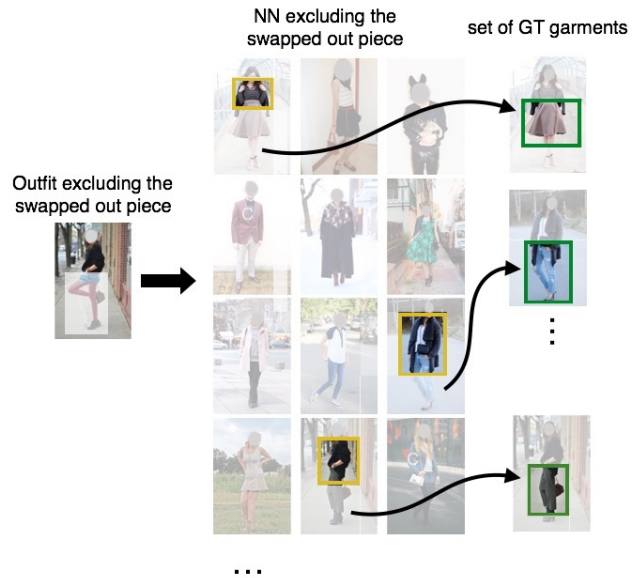 NN excluding the
swapped out piece
set of GT garments
Outfit excluding the
swapped out piece
...
...